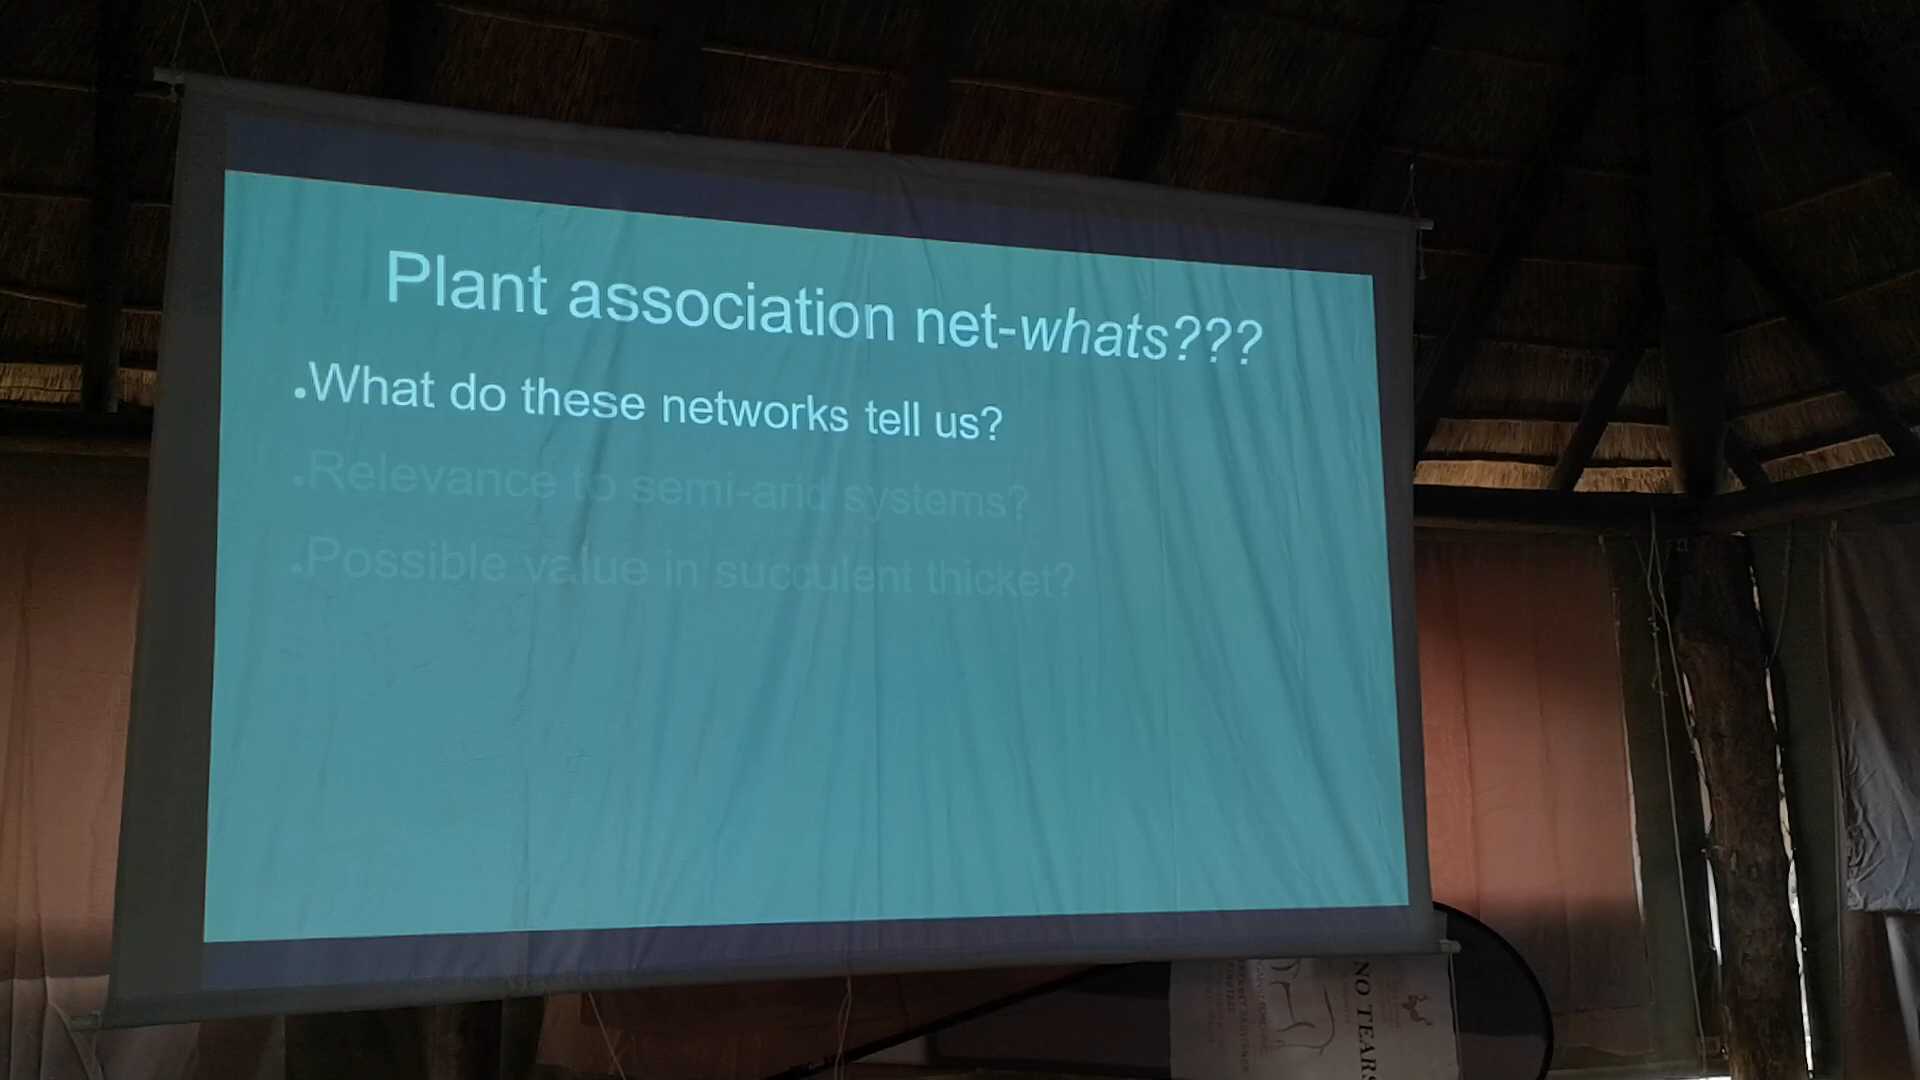 Plant association net-whats???
.What do these networks tell us?
.Relevance to semi-arid systems?
.Possible value in succulent thicket?
NO TEARS